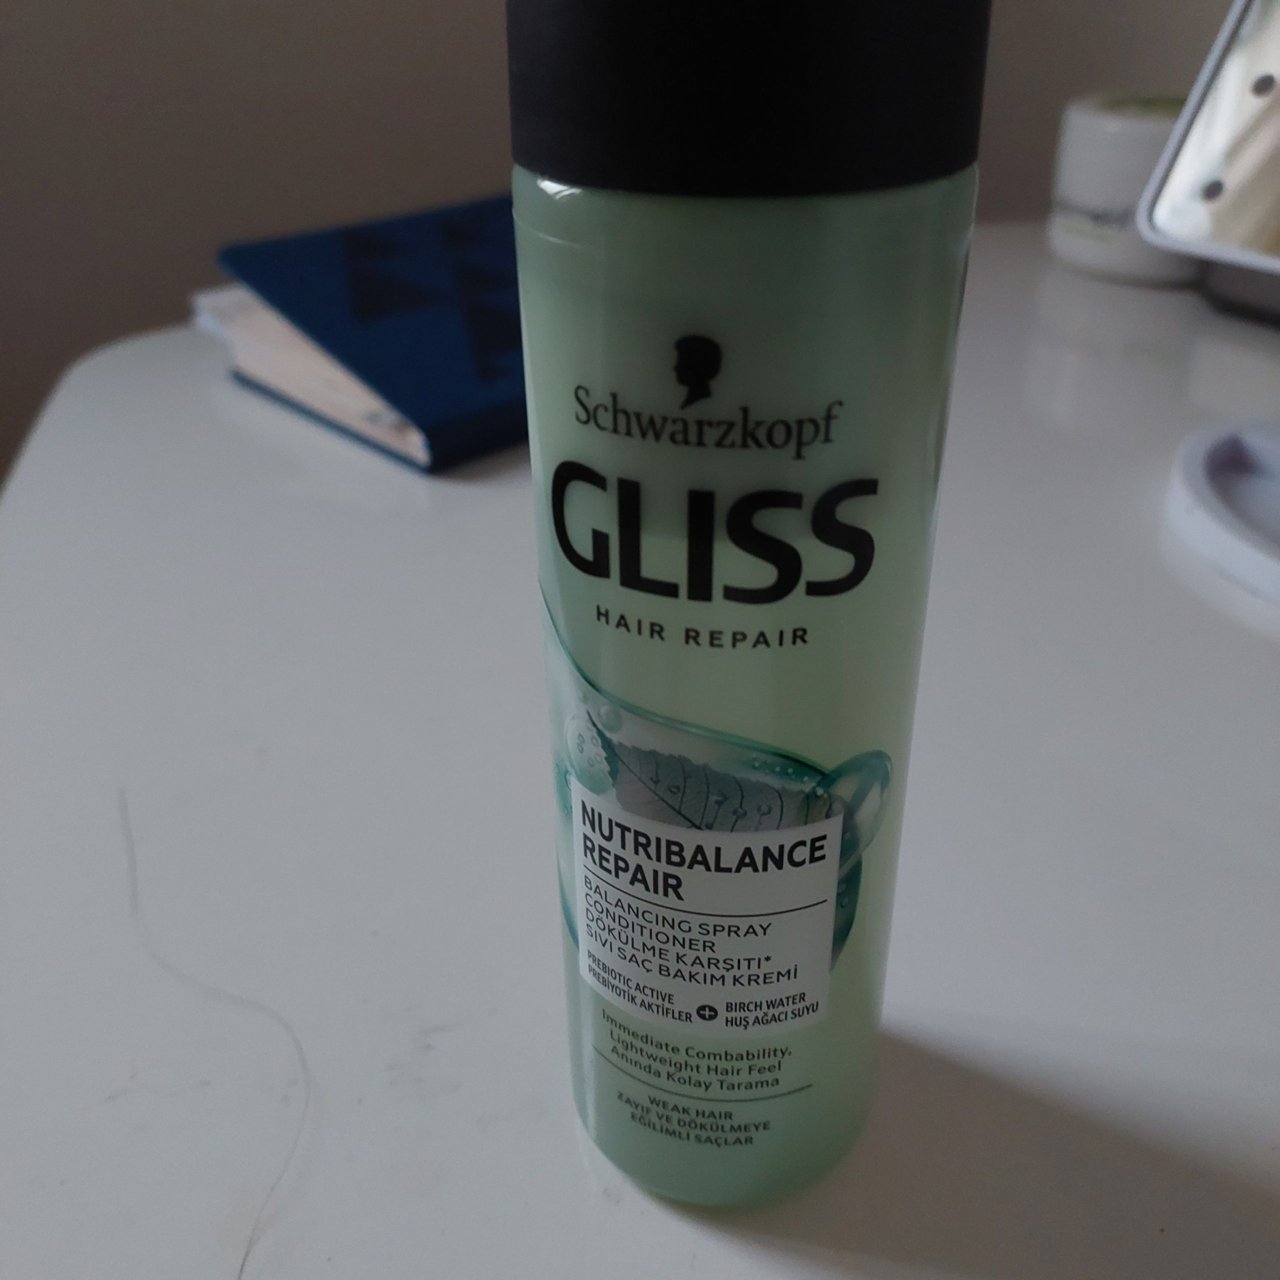 Schwarzkopf
GLISS
HAIR REPAIR
NUTRIBALANCE
REPAIR
BALANCING SPRAY
CONDITIONER
DÖKÜLME KARŞITI*
SIVI SAÇ BAKIM KREMİ
PREBIOTIC ACTIVE
PREBİYOTİK AKTİFLER
+
BIRCH WATER
HUŞ AĞACI SUYU
Immediate Combability,
Lightweight Hair Feel
Anında Kolay Tarama
WEAK HAIR
ZAYIF VE DÖKÜLMEYE
EĞİLİMLİ SAÇLAR